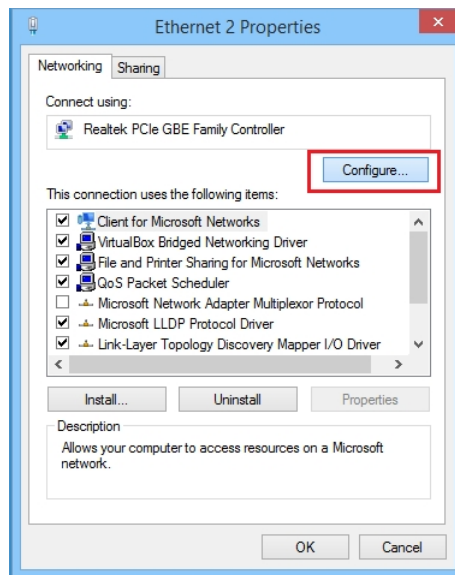 Ethernet 2 Properties
Networking
Sharing
Connect using:
Realtek PCIe GBE Family Controller
Configure...
This connection uses the following items:
Client for Microsoft Networks
VirtualBox Bridged Networking Driver
File and Printer Sharing for Microsoft Networks
QoS Packet Scheduler
Microsoft Network Adapter Multiplexor Protocol
Microsoft LLDP Protocol Driver
Link-Layer Topology Discovery Mapper I/O Driver
Install...
Uninstall
Properties
Description
Allows your computer to access resources on a Microsoft
network.
OK
Cancel